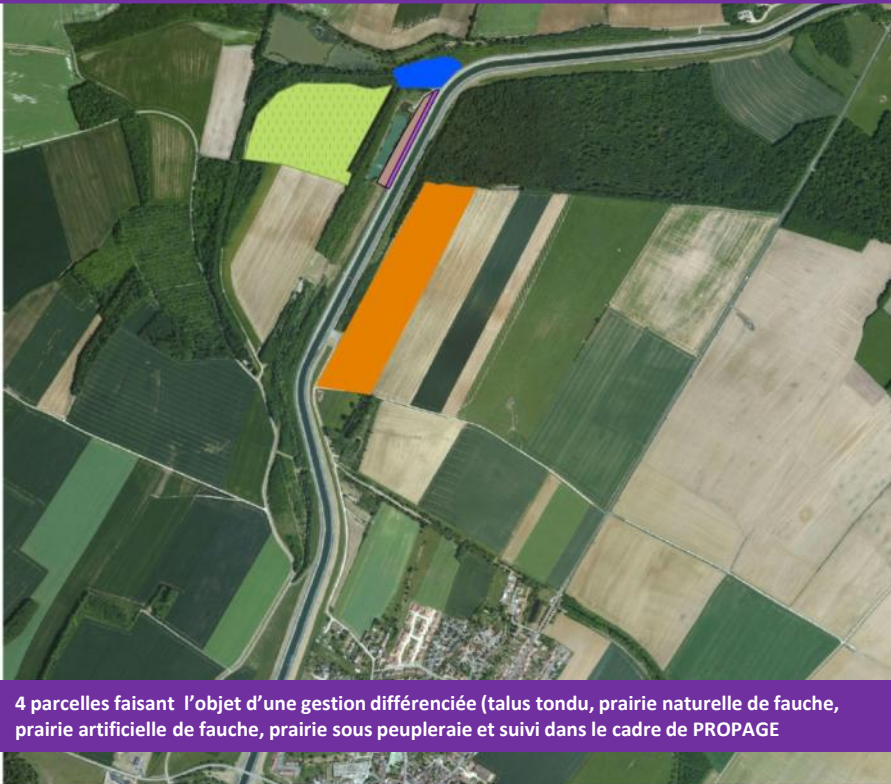 4 parcelles faisant l'objet d'une gestion différenciée (talus tondu, prairie naturelle de fauche,
prairie artificielle de fauche, prairie sous peupleraie et suivi dans le cadre de PROPAGE